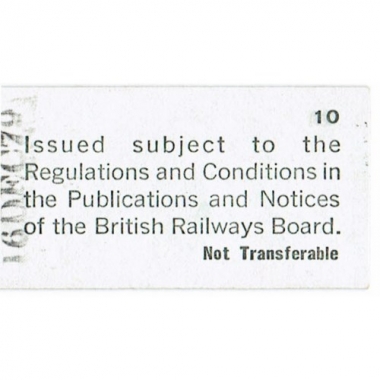 10
Issued subject to the
Regulations and Conditions in
the Publications and Notices
of the British Railways Board.
Not Transferable